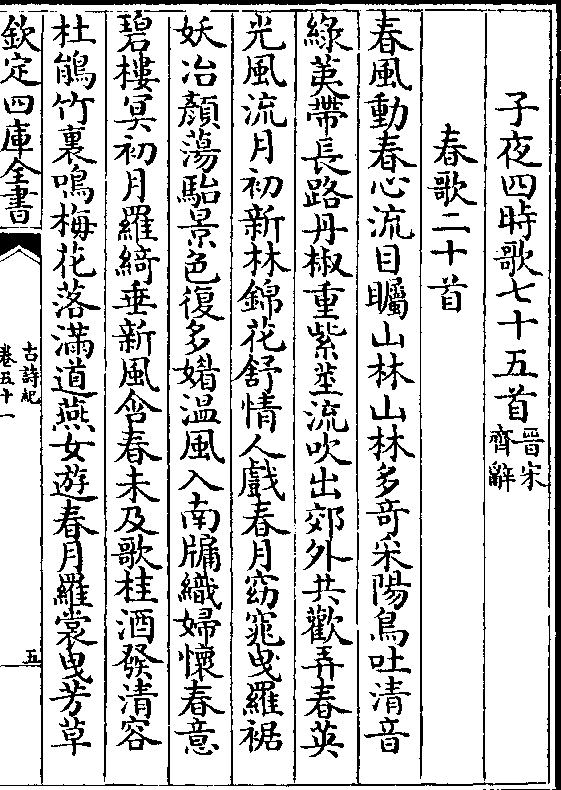 子夜四時歌七十五首晉宋齊辭
春歌二十首
春風動春心流目矚山林山林多奇采陽鳥吐清音
綠荑帶長路丹椒重紫莖流吹出郊外共歡弄春英
光風流月初新林錦花舒情人戲春月窈窕曳羅裾
妖冶顏蕩駘景色復多媘溫風入南牖織婦懷春意
碧樓冥初月羅綺垂新風含春未及歌桂酒發清容
杜鵑竹裏鳴梅花落滿道燕女遊春月羅裳曳芳草
欽定四庫全書
古詩紀
卷五十一
五